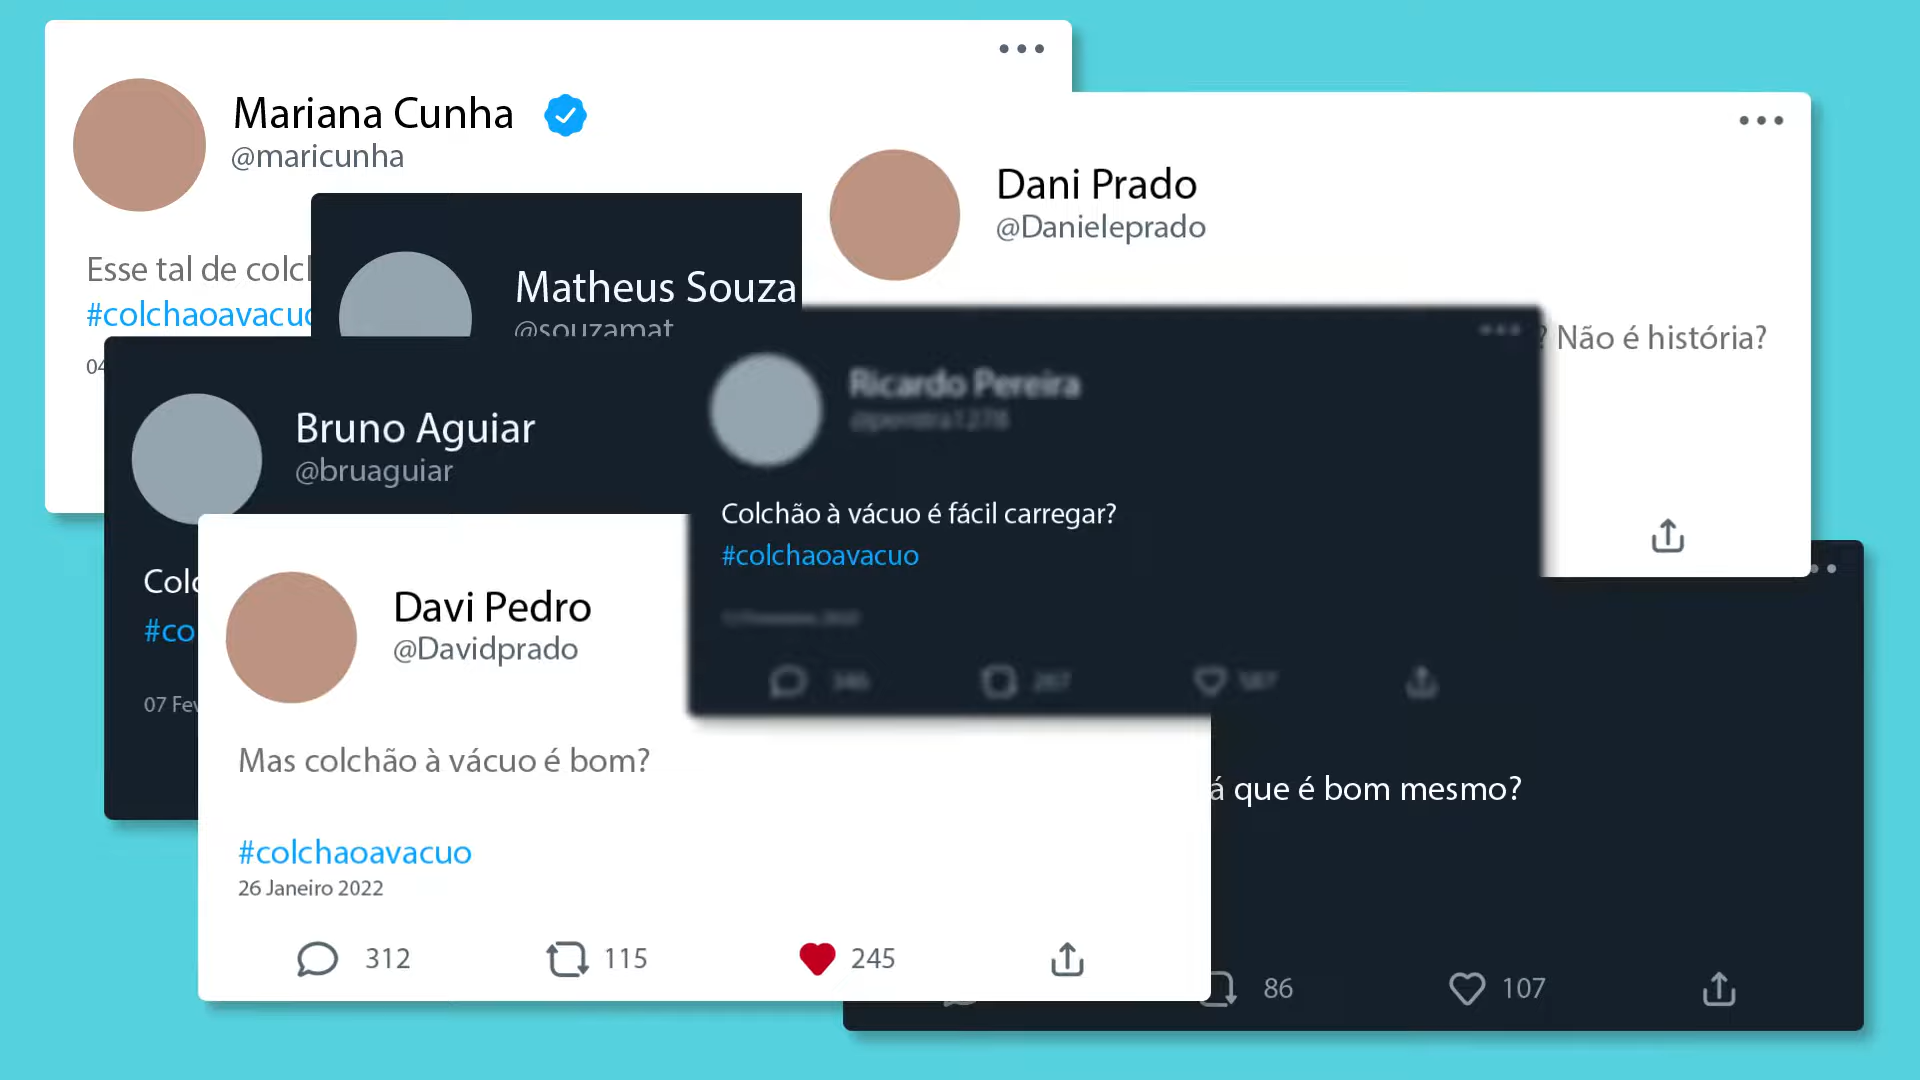 Mariana Cunha
@maricunha
Esse tal de
#colchaoavacuo
04
Matheus Souza
@souzamat
Dani Prado
@Danieleprado
? Não é história?
Bruno Aguiar
@bruaguiar
#co
07 Fev
Ricardo Pereira
Colchão à vácuo é fácil carregar?
#colchaoavacuo
Davi Pedro
@Davidprado
Mas colchão à vácuo é bom?
#colchaoavacuo
26 Janeiro 2022
312 115 245
á que é bom mesmo?
86 107